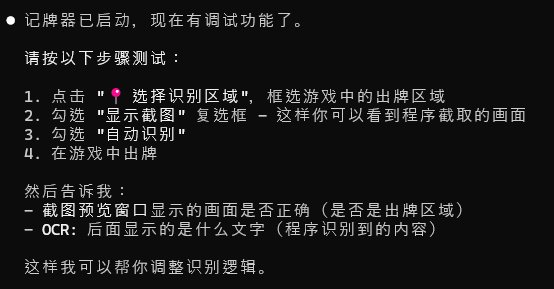 ● 记牌器已启动，现在有调试功能了。
请按以下步骤测试：
1. 点击 "📍 选择识别区域"，框选游戏中的出牌区域
2. 勾选 "显示截图" 复选框 - 这样你可以看到程序截取的画面
3. 勾选 "自动识别"
4. 在游戏中出牌
然后告诉我：
- 截图预览窗口显示的画面是否正确（是否是出牌区域）
- OCR: 后面显示的是什么文字（程序识别到的内容）
这样我可以帮你调整识别逻辑。